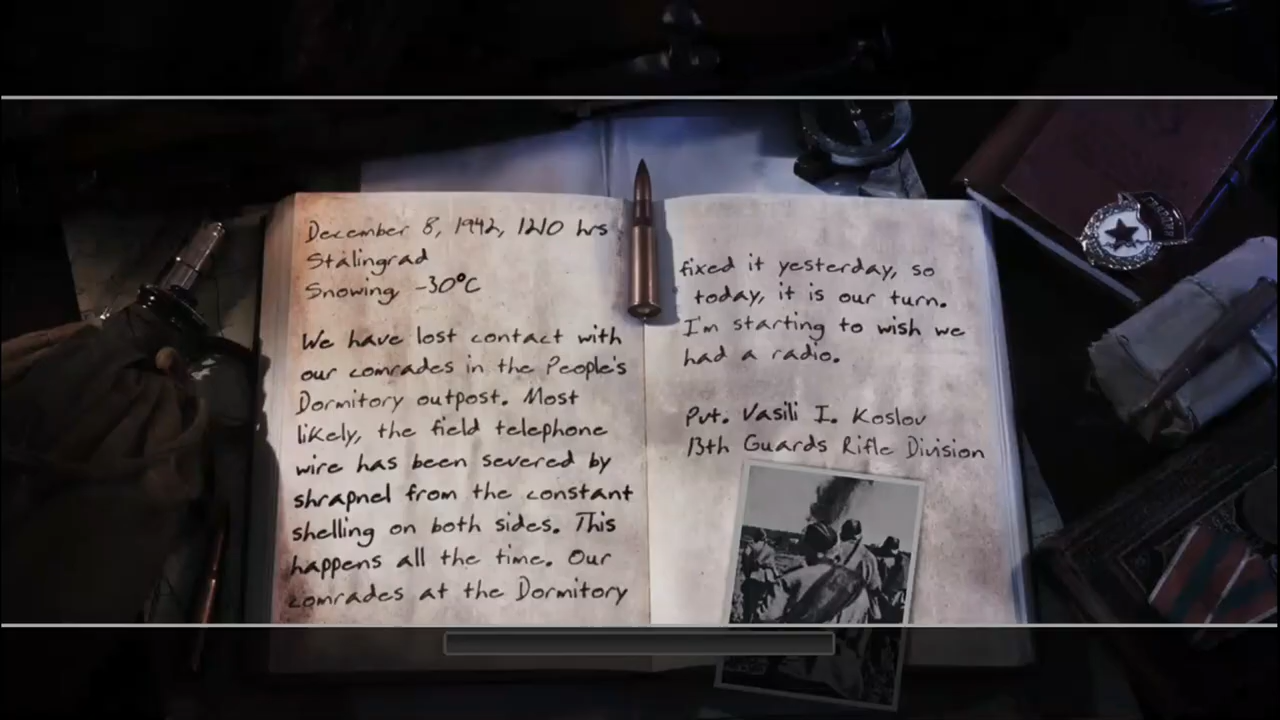 December 8, 1942, 1210 hrs
Stalingrad
Snowing -30°C
We have lost contact with
our comrades in the People's
Dormitory outpost. Most
likely, the field telephone
wire has been severed by
shrapnel from the constant
shelling on both sides. This
happens all the time. Our
comrades at the Dormitory
fixed it yesterday, so
today, it is our turn.
I'm starting to wish we
had a radio.
Pvt. Vasili I. Koslov
13th Guards Rifle Division